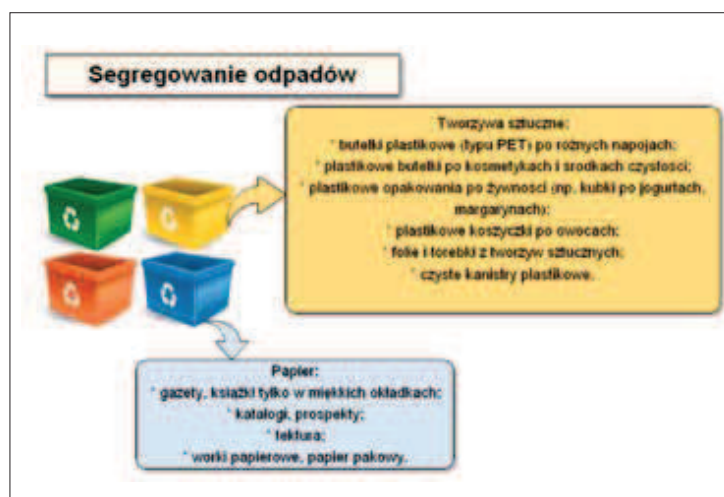 Segregowanie odpadów
Tworzywa sztuczne:
* butelki plastikowe (typu PET) po różnych napojach;
* plastikowe butelki po kosmetykach i środkach czystości;
* plastikowe opakowania po żywności (np. kubki po jogurtach,
margarynach);
* plastikowe koszyczki po owocach;
* folie i torebki z tworzyw sztucznych;
* czyste kanistry plastikowe.
Papier:
* gazety, książki tylko w miękkich okładkach;
* katalogi, prospekty;
* tektura;
* worki papierowe, papier pakowy.